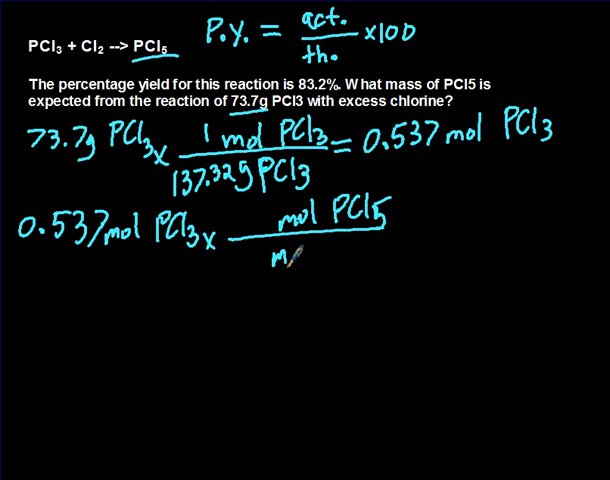 P.Y. = act. / th. x100
PCl₃ + Cl₂ --> PCl₅
The percentage yield for this reaction is 83.2%. What mass of PCl5 is
expected from the reaction of 73.7g PCl3 with excess chlorine?
73.7g PCl₃ x 1 mol PCl₃ / 137.32g PCl₃ = 0.537 mol PCl₃
0.537 mol PCl₃ x mol PCl₅ / m